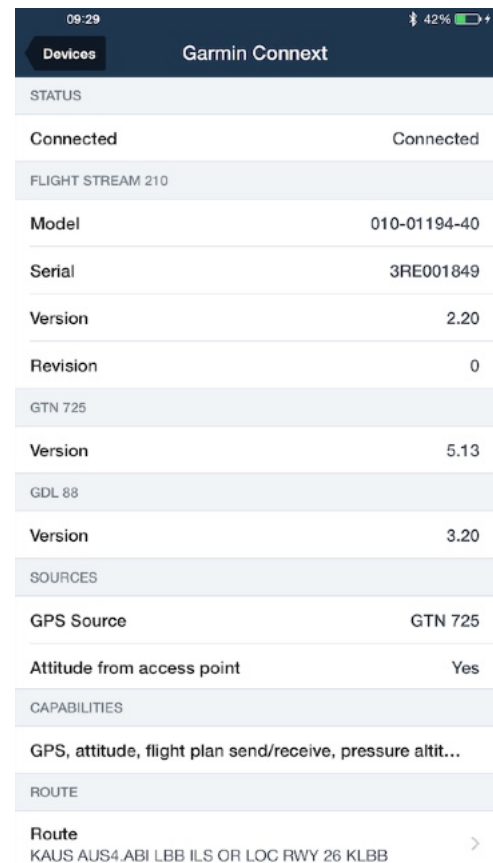 09:29 42%
Devices Garmin Connext
STATUS
Connected Connected
FLIGHT STREAM 210
Model 010-01194-40
Serial 3RE001849
Version 2.20
Revision 0
GTN 725
Version 5.13
GDL 88
Version 3.20
SOURCES
GPS Source GTN 725
Attitude from access point Yes
CAPABILITIES
GPS, attitude, flight plan send/receive, pressure altit...
ROUTE
Route
KAUS AUS4.ABI LBB ILS OR LOC RWY 26 KLBB